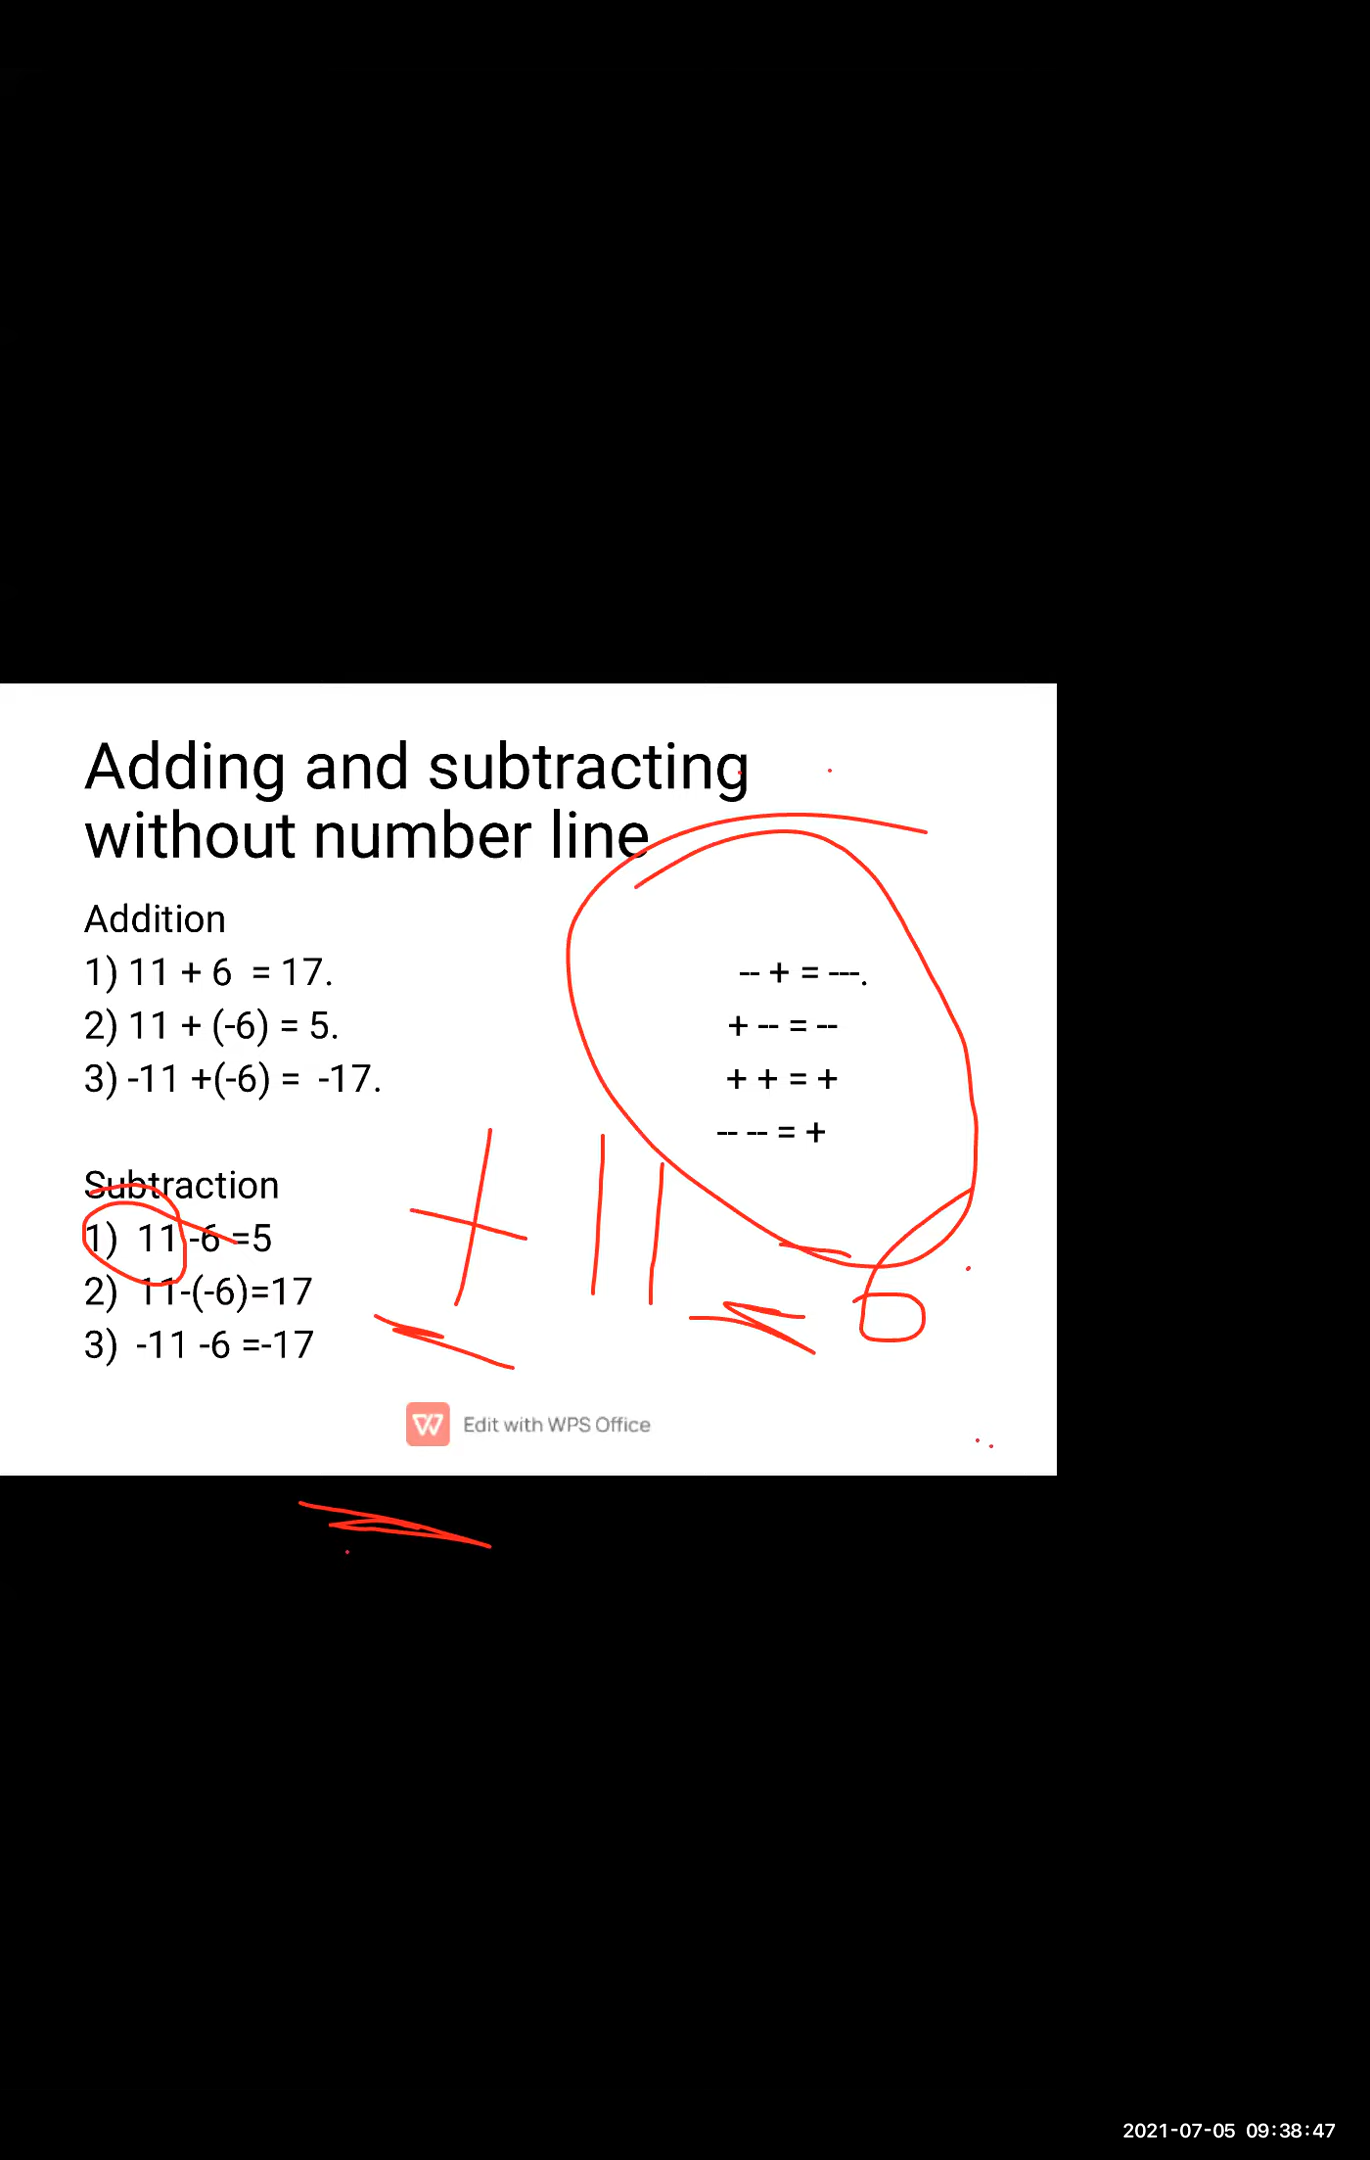 Adding and subtracting
without number line
Addition
1) 11 + 6 = 17.
-- + = ---.
2) 11 + (-6) = 5.
+ -- = --
3) -11 +(-6) = -17.
+ + = +
-- -- = +
Subtraction
1) 11 -6 =5
2) 11-(-6)=17
3) -11 -6 =-17
+ 11 - 6
Edit with WPS Office
2021-07-05 09:38:47